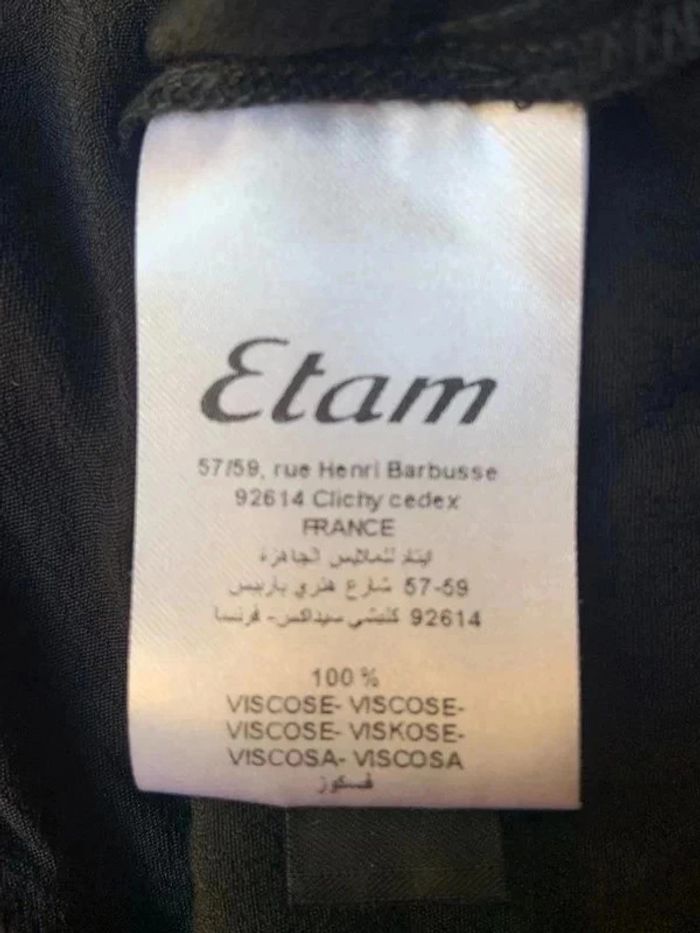 Etam
57/59, rue Henri Barbusse
92614 Clichy cedex
FRANCE
إيتام للملابس الجاهزة
57-59 شارع هنري باربيس
92614 كليشي سيداكس- فرنسا
100 %
VISCOSE- VISCOSE-
VISCOSE- VISKOSE-
VISCOSA- VISCOSA
فسكوز